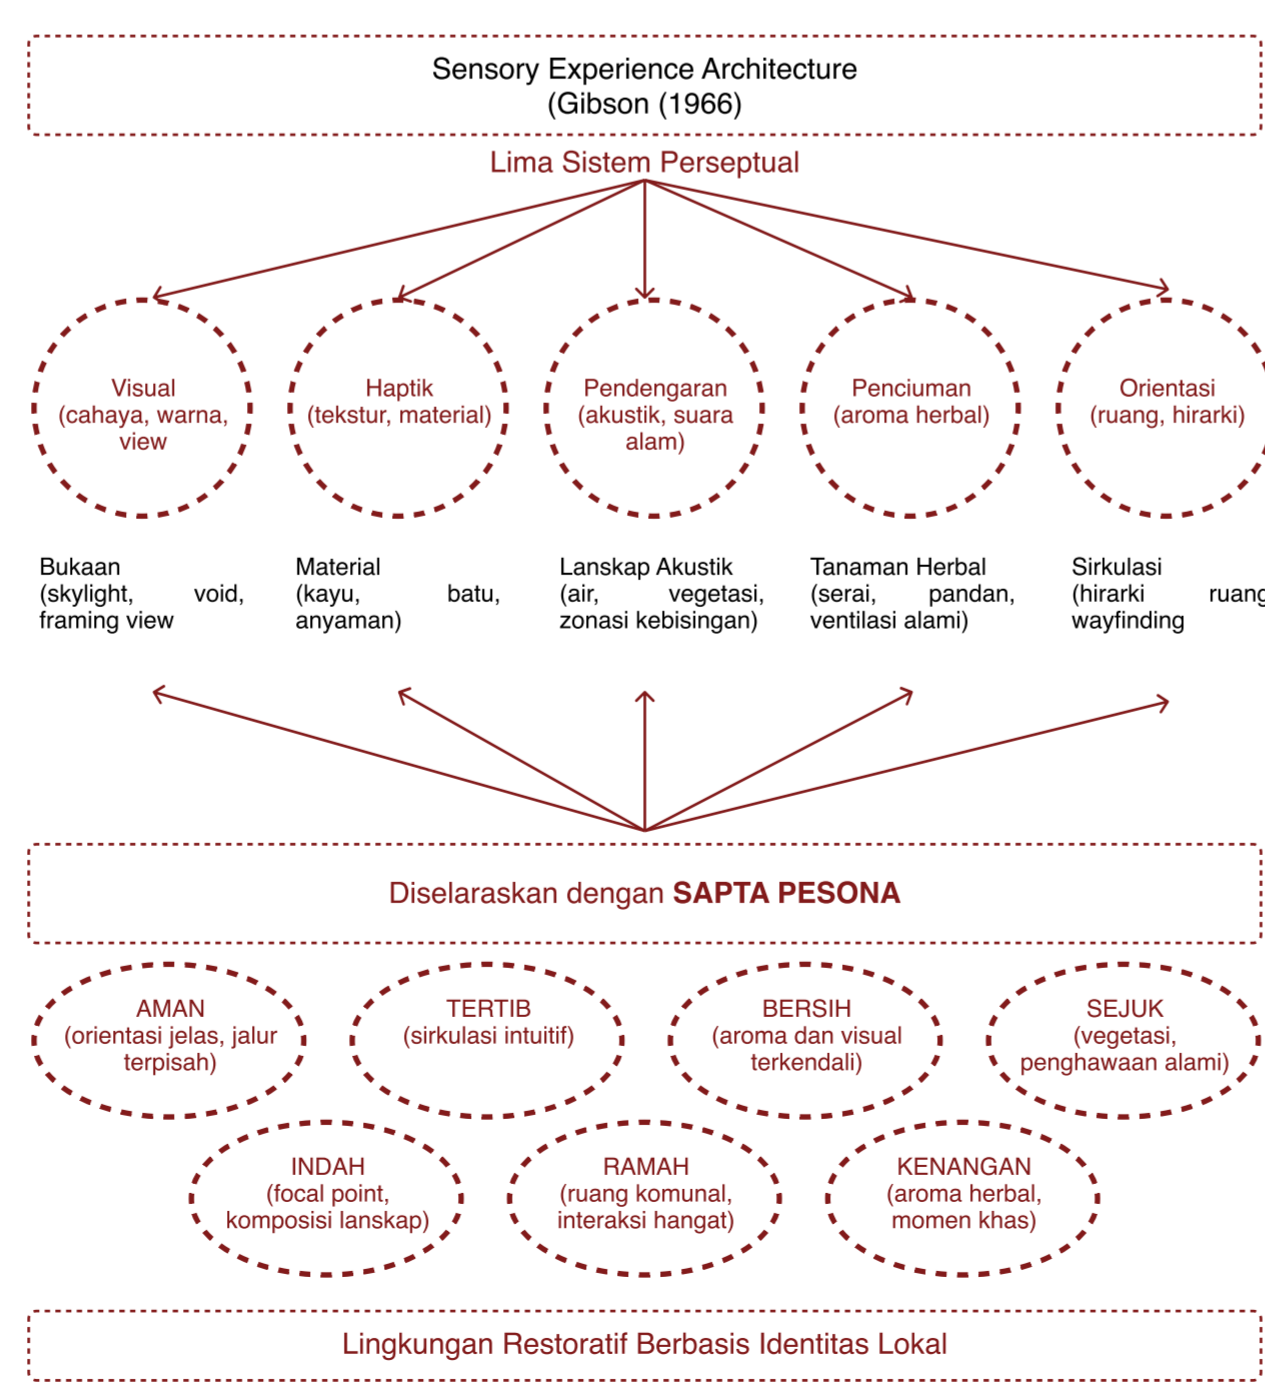 Sensory Experience Architecture
(Gibson (1966)
Lima Sistem Perseptual
Visual
(cahaya, warna,
view
Haptik
(tekstur, material)
Pendengaran
(akustik, suara
alam)
Penciuman
(aroma herbal)
Orientasi
(ruang, hirarki)
Bukaan
(skylight, void,
framing view
Material
(kayu, batu,
anyaman)
Lanskap Akustik
(air, vegetasi,
zonasi kebisingan)
Tanaman Herbal
(serai, pandan,
ventilasi alami)
Sirkulasi
(hirarki ruang
wayfinding
Diselaraskan dengan SAPTA PESONA
AMAN
(orientasi jelas, jalur
terpisah)
TERTIB
(sirkulasi intuitif)
BERSIH
(aroma dan visual
terkendali)
SEJUK
(vegetasi,
penghawaan alami)
INDAH
(focal point,
komposisi lanskap)
RAMAH
(ruang komunal,
interaksi hangat)
KENANGAN
(aroma herbal,
momen khas)
Lingkungan Restoratif Berbasis Identitas Lokal